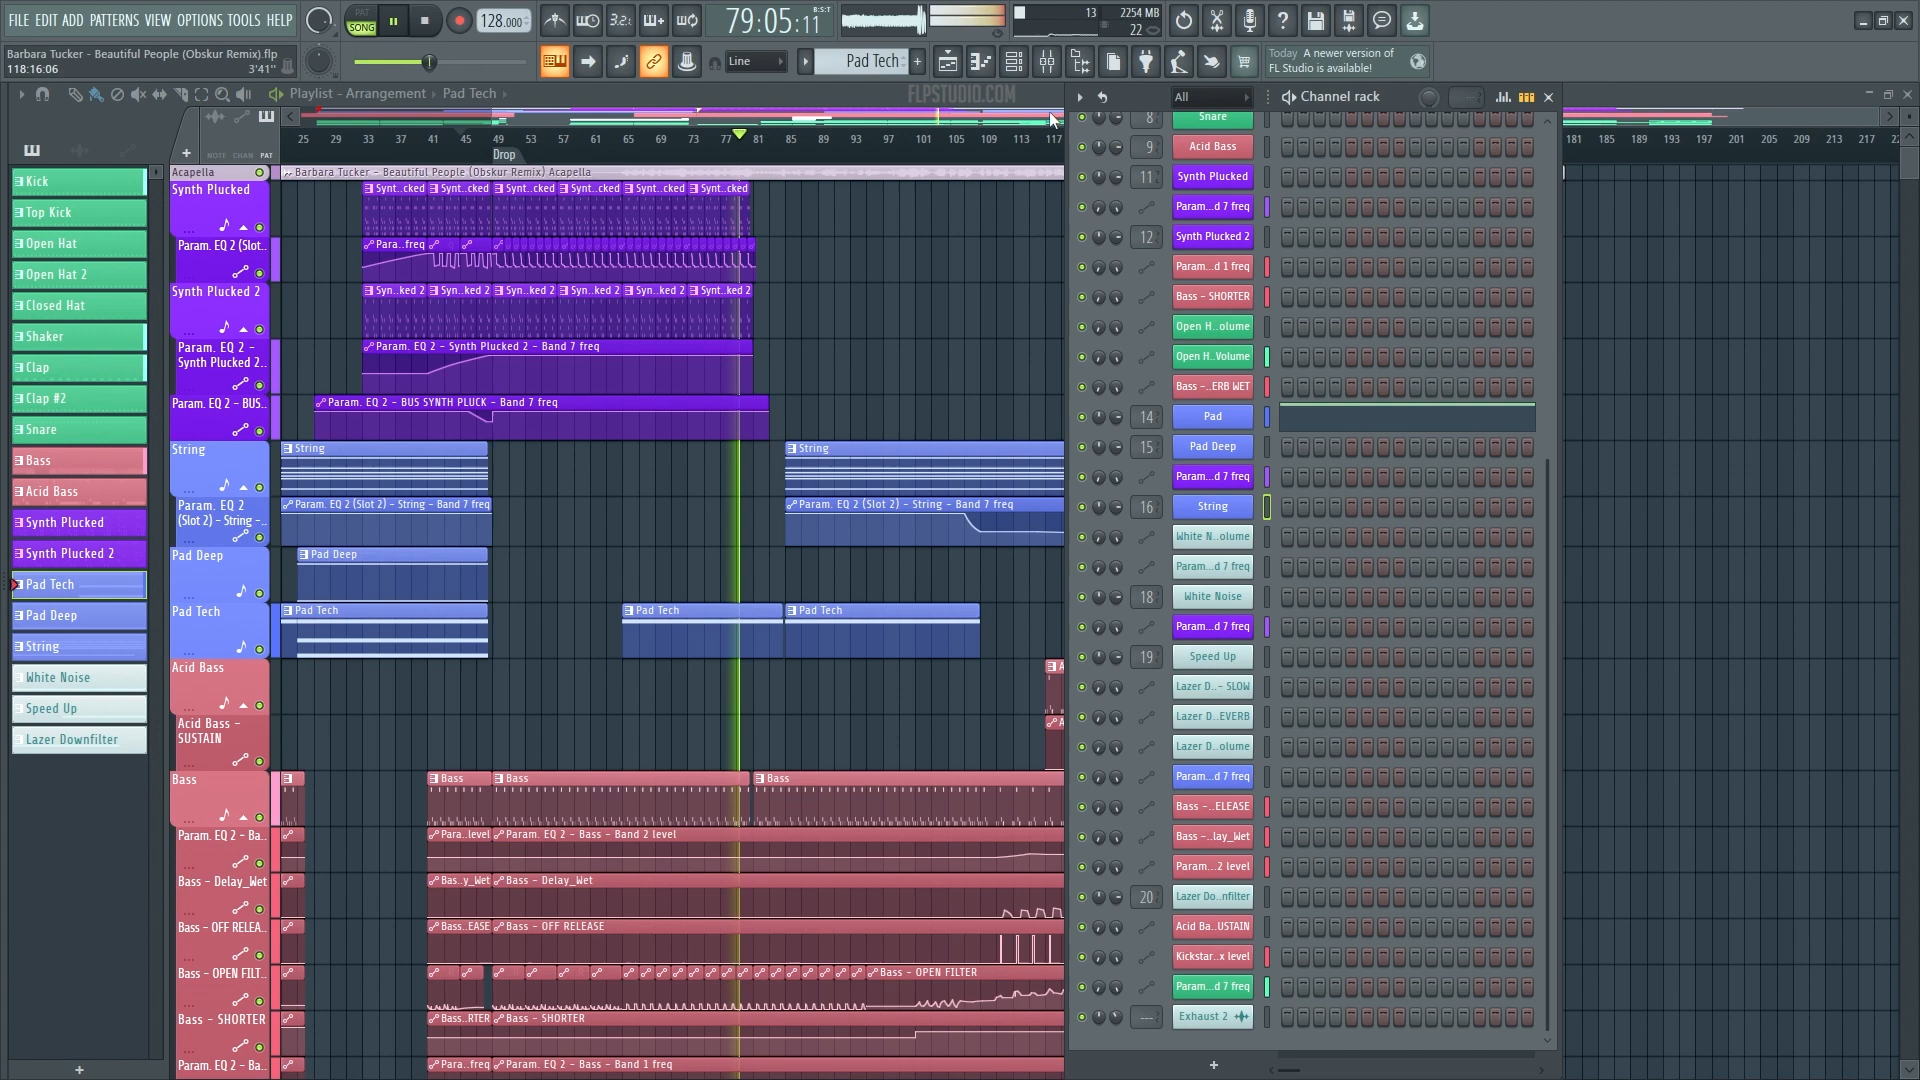 FILE EDIT ADD PATTERNS VIEW OPTIONS TOOLS HELP
PAT
SONG
128.000
3.2.
79:05:11
B:S:T
13
2254 MB
22
Barbara Tucker - Beautiful People (Obskur Remix).flp
118:16:06
3'41"
Line
Pad Tech
Today A newer version of
FL Studio is available!
Playlist - Arrangement › Pad Tech ›
FLPSTUDIO.COM
All
Channel rack
NOTE CHAN PAT
25 29 33 37 41 45 49 53 57 61 65 69 73 77 81 85 89 93 97 101 105 109 113 117
181 185 189 193 197 201 205 209 213 217
Drop
Kick
Top Kick
Open Hat
Open Hat 2
Closed Hat
Shaker
Clap
Clap #2
Snare
Bass
Acid Bass
Synth Plucked
Synth Plucked 2
Pad Tech
Pad Deep
String
White Noise
Speed Up
Lazer Downfilter
Acapella
Barbara Tucker - Beautiful People (Obskur Remix) Acapella
Synth Plucked
Synt..cked Synt..cked Synt..cked Synt..cked Synt..cked Synt..cked
Param. EQ 2 (Slot..
Para..freq
Synth Plucked 2
Syn..ked 2 Syn..ked 2 Syn..ked 2 Syn..ked 2 Syn..ked 2 Synt..ked 2
Param. EQ 2 -
Synth Plucked 2..
Param. EQ 2 - Synth Plucked 2 - Band 7 freq
Param. EQ 2 - BUS..
Param. EQ 2 - BUS SYNTH PLUCK - Band 7 freq
String
String
String
Param. EQ 2
(Slot 2) - String -..
Param. EQ 2 (Slot 2) - String - Band 7 freq
Param. EQ 2 (Slot 2) - String - Band 7 freq
Pad Deep
Pad Deep
Pad Tech
Pad Tech
Pad Tech
Pad Tech
Acid Bass
A
Acid Bass -
SUSTAIN
A
Bass
Bass
Bass
Bass
Param. EQ 2 - Ba..
Para..level
Param. EQ 2 - Bass - Band 2 level
Bass - Delay_Wet
Bas..y_Wet
Bass - Delay_Wet
Bass - OFF RELEA..
Bass..EASE
Bass - OFF RELEASE
Bass - OPEN FILT..
Bass - OPEN FILTER
Bass - SHORTER
Bass..RTER
Bass - SHORTER
Param. EQ 2 - Ba..
Para..freq
Param. EQ 2 - Bass - Band 1 freq
8 Snare
9 Acid Bass
11 Synth Plucked
Param...d 7 freq
12 Synth Plucked 2
Param...d 1 freq
Bass - SHORTER
Open H..olume
Open H..Volume
Bass -..ERB WET
14 Pad
15 Pad Deep
Param...d 7 freq
16 String
White N..olume
Param...d 7 freq
18 White Noise
Param...d 7 freq
19 Speed Up
Lazer D..- SLOW
Lazer D..EVERB
Lazer D..olume
Param...d 7 freq
Bass -..ELEASE
Bass -..lay_Wet
Param...2 level
20 Lazer Do..nfilter
Acid Ba..USTAIN
Kickstar..x level
Param...d 7 freq
--- Exhaust 2